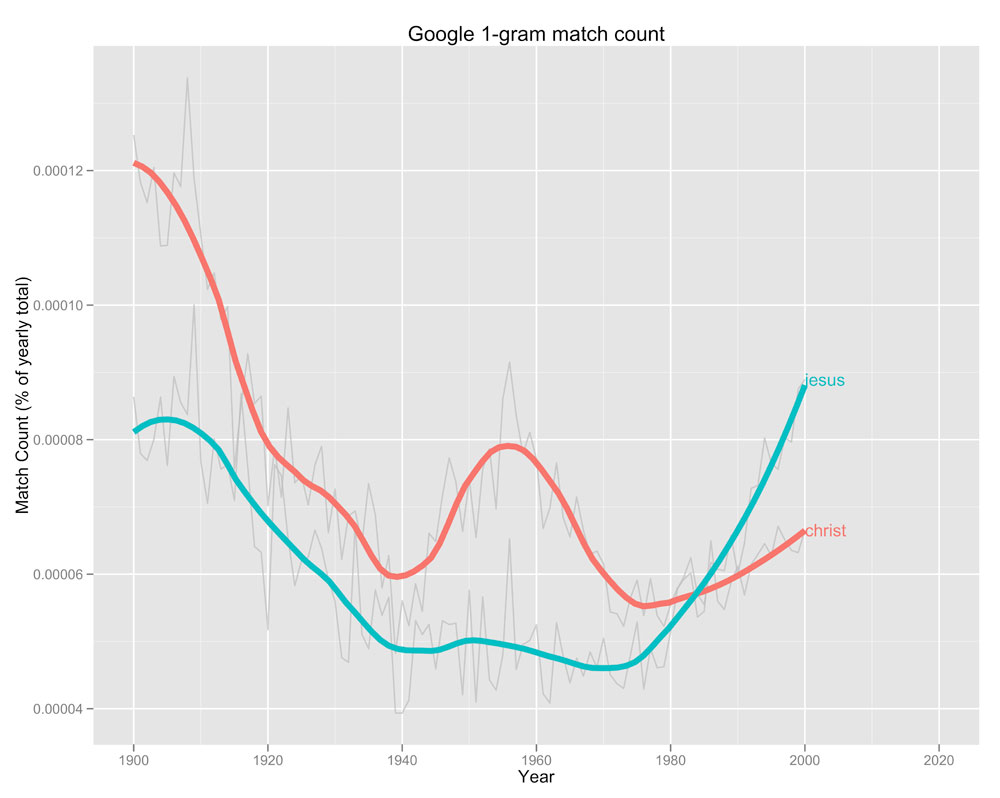 Google 1-gram match count
Match Count (% of yearly total)
0.00012
0.00010
0.00008
0.00006
0.00004
jesus
christ
1900 1920 1940 1960 1980 2000 2020
Year